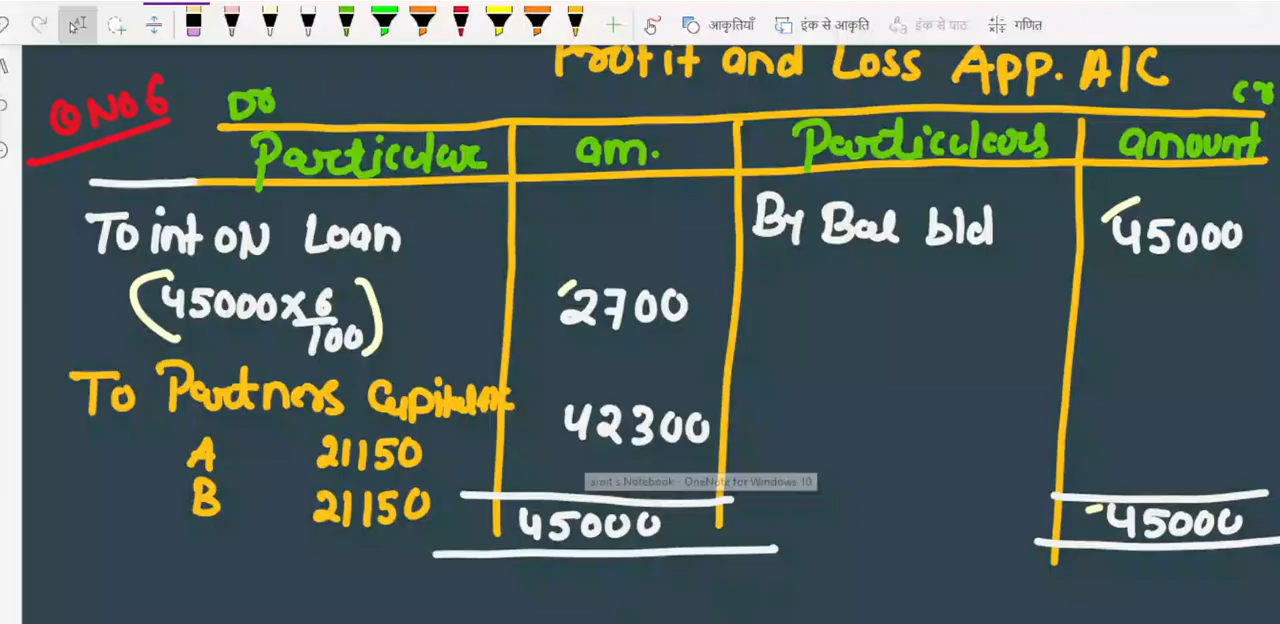 आकृतियाँ इंक से आकृति इंक से पाठ गणित
Profit and Loss App. A/C
Q NO 6
Dr Cr
Particular am. Particulars amount
To int oN Loan By Bal b/d 45000
(45000 × 6/100) 2700
To Partners Capital A/c
42300
A 21150
B 21150
amit s Notebook - OneNote for Windows 10
45000 45000